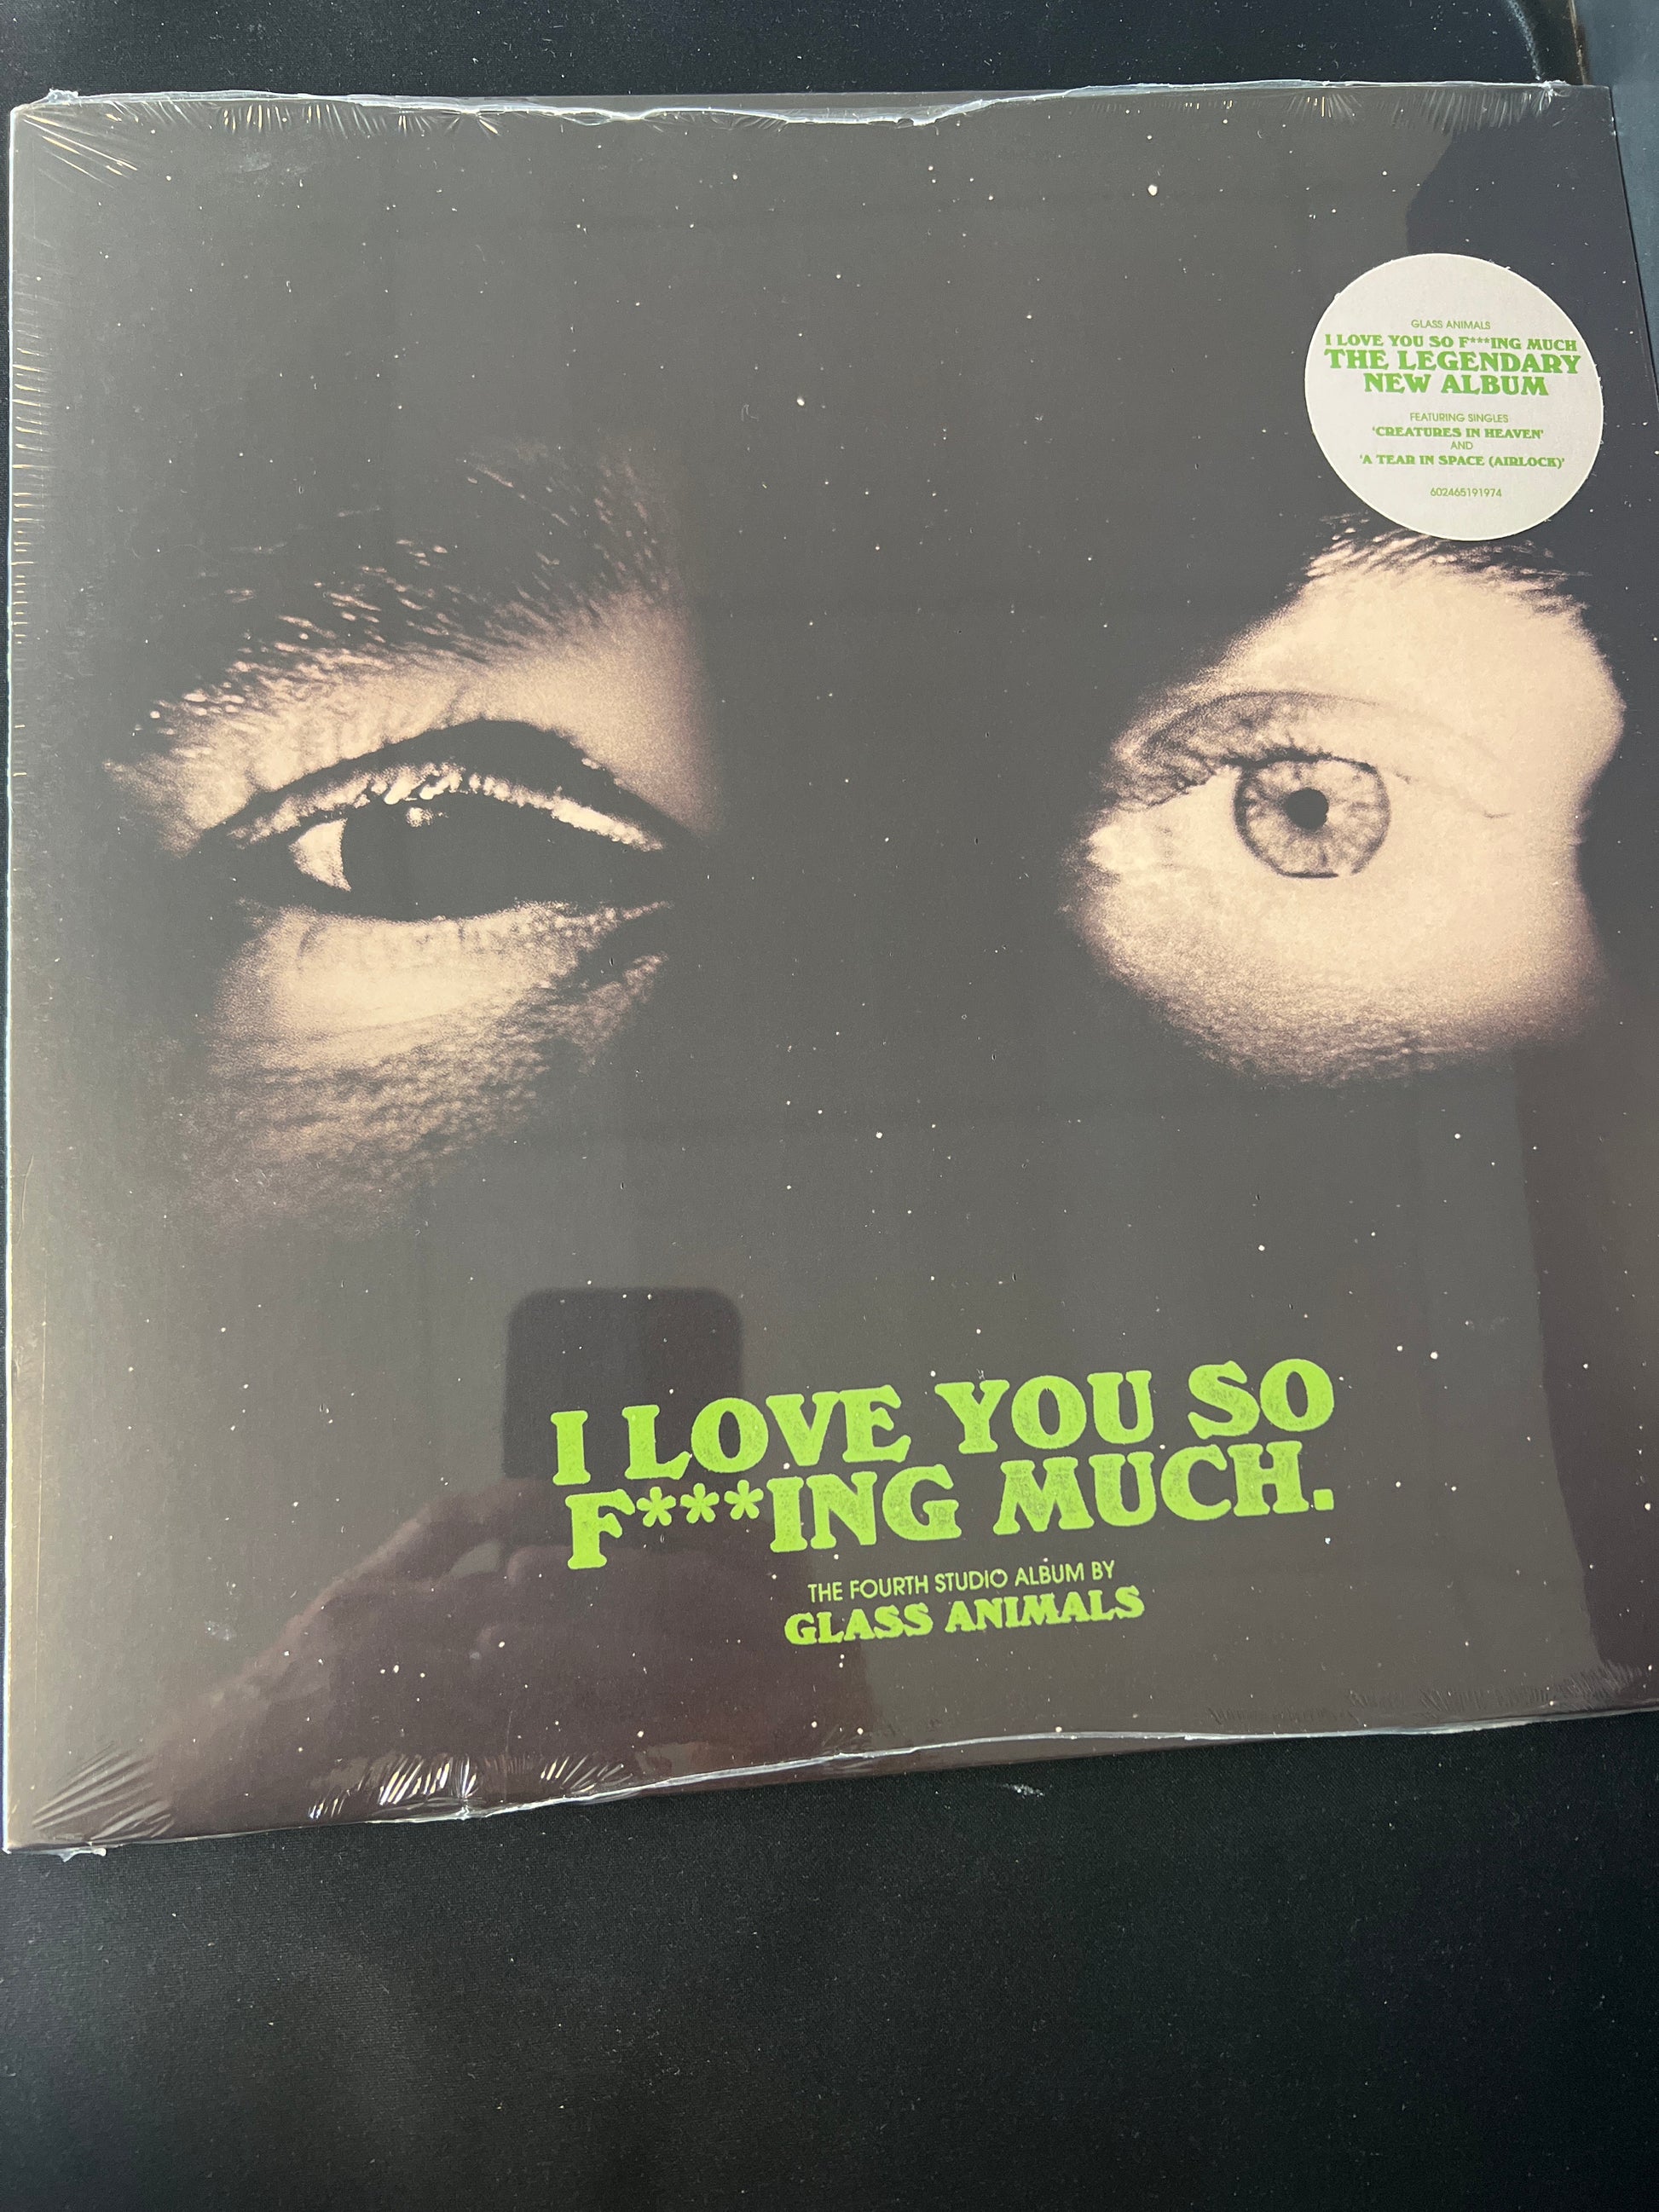 GLASS ANIMALS
I LOVE YOU SO F***ING MUCH
THE LEGENDARY
NEW ALBUM
FEATURING SINGLES
'CREATURES IN HEAVEN'
AND
'A TEAR IN SPACE (AIRLOCK)'
602465191974
I LOVE YOU SO
F***ING MUCH.
THE FOURTH STUDIO ALBUM BY
GLASS ANIMALS